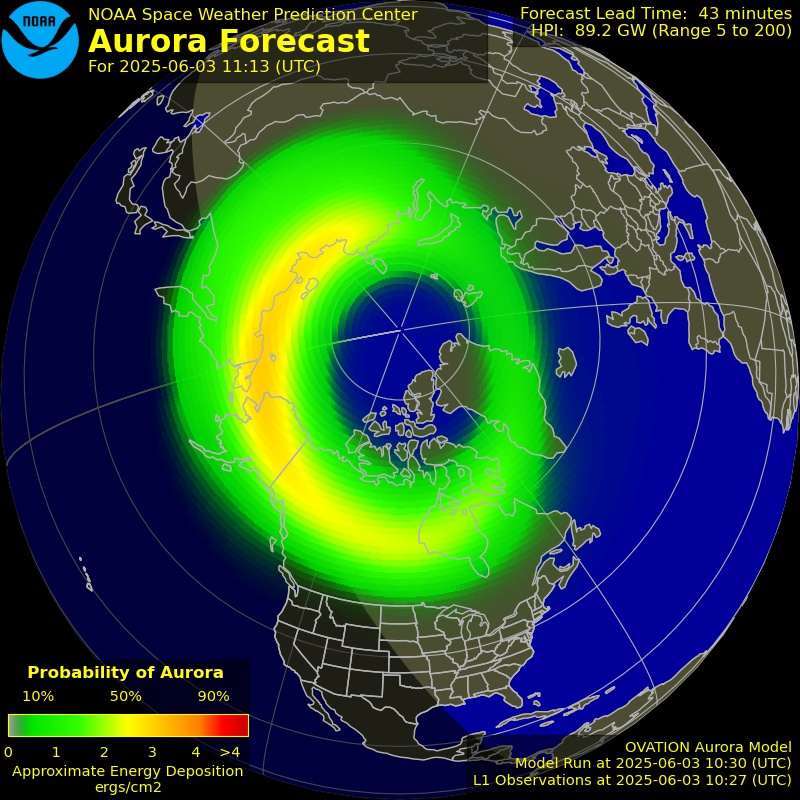 NOAA
NOAA Space Weather Prediction Center
Aurora Forecast
For 2025-06-03 11:13 (UTC)
Forecast Lead Time: 43 minutes
HPI: 89.2 GW (Range 5 to 200)
Probability of Aurora
10% 50% 90%
0 1 2 3 4 >4
Approximate Energy Deposition
ergs/cm2
OVATION Aurora Model
Model Run at 2025-06-03 10:30 (UTC)
L1 Observations at 2025-06-03 10:27 (UTC)